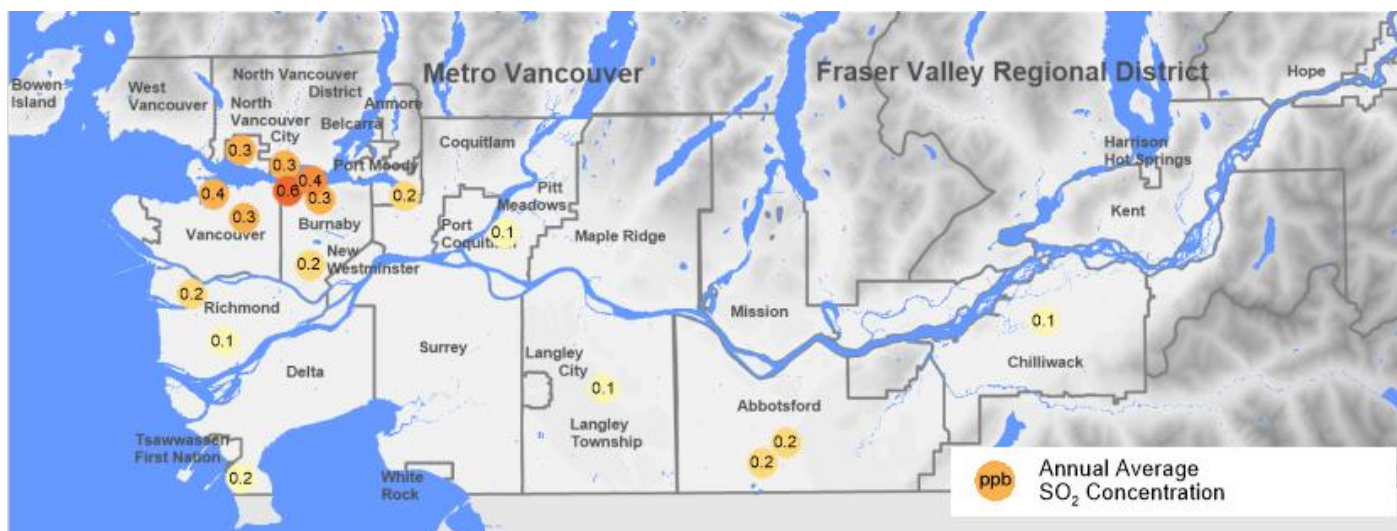 Metro Vancouver
Fraser Valley Regional District
Hope
Bowen
Island
West
Vancouver
North Vancouver
District
North
Vancouver
City
Anmore
Belcarra
Port Moody
Coquitlam
Pitt
Meadows
Port
Coquitlam
Maple Ridge
Harrison
Hot Springs
Kent
0.3
0.3
0.4
0.6
0.3
0.4
0.3
0.2
0.1
Vancouver
Burnaby
New
Westminster
0.2
0.2
Richmond
0.1
Delta
Surrey
Langley
City
0.1
Langley
Township
Mission
Abbotsford
0.2
0.2
0.1
Chilliwack
Tsawwassen
First Nation
0.2
White
Rock
ppb
Annual Average
SO₂ Concentration